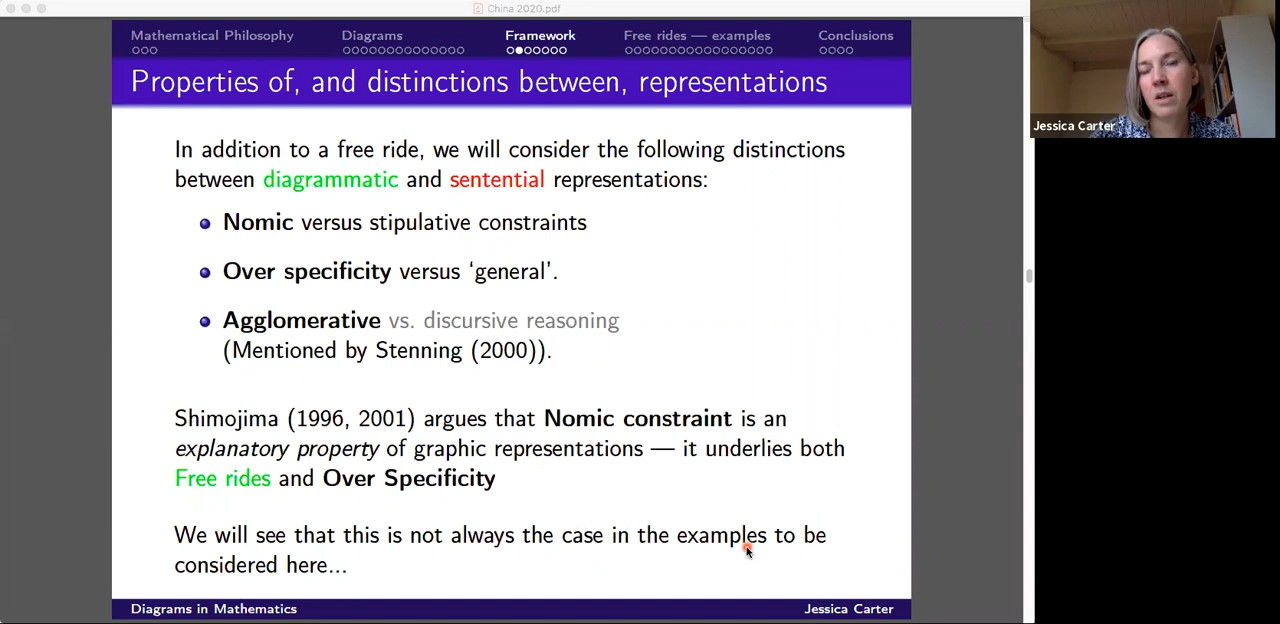 China 2020.pdf
Mathematical Philosophy Diagrams Framework Free rides — examples Conclusions
Properties of, and distinctions between, representations
Jessica Carter
In addition to a free ride, we will consider the following distinctions
between diagrammatic and sentential representations:
Nomic versus stipulative constraints
Over specificity versus ‘general’.
Agglomerative vs. discursive reasoning
(Mentioned by Stenning (2000)).
Shimojima (1996, 2001) argues that Nomic constraint is an
explanatory property of graphic representations — it underlies both
Free rides and Over Specificity
We will see that this is not always the case in the examples to be
considered here...
Diagrams in Mathematics Jessica Carter